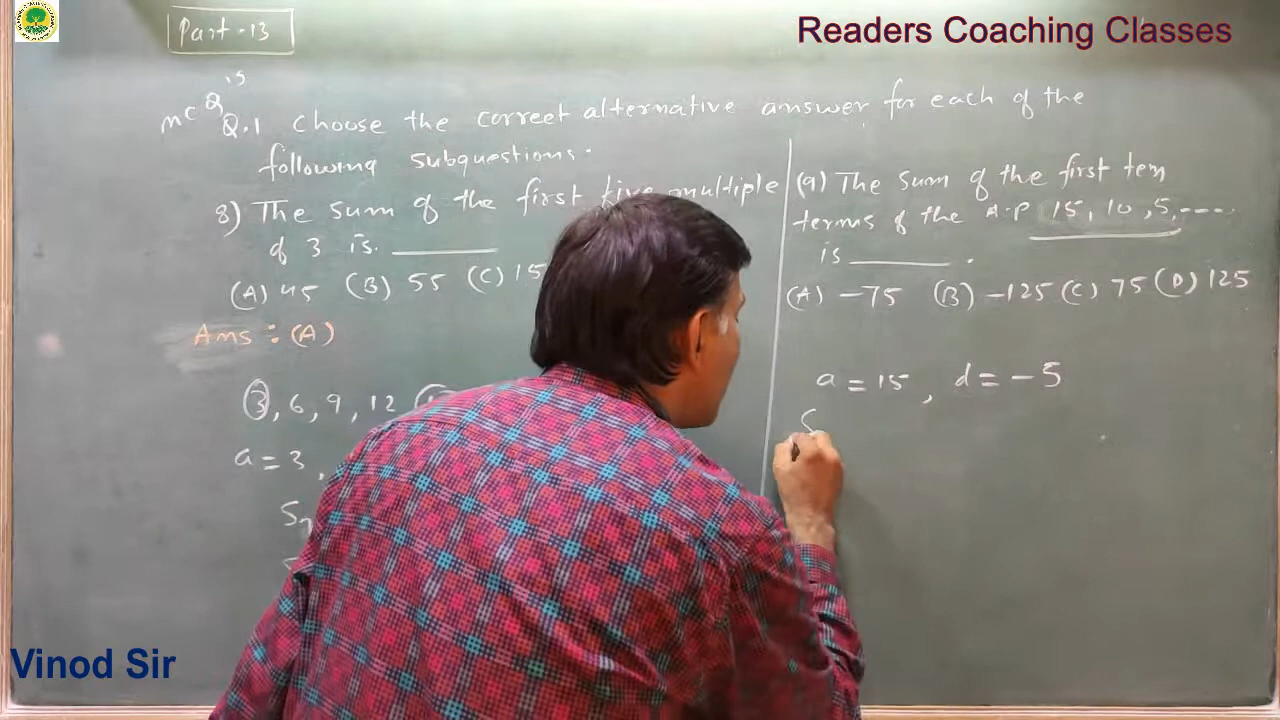 Part-13
Readers Coaching Classes
MCQ's
Q.1 Choose the correct alternative answer for each of the
following subquestions.
8) The sum of the first five multiple
of 3 is. ______
(A) 45 (B) 55 (C) 15
Ans : (A)
3, 6, 9, 12
a = 3,
S
(9) The sum of the first ten
terms of the A.P 15, 10, 5, ----
is ______.
(A) -75 (B) -125 (C) 75 (D) 125
a = 15, d = -5
S
Vinod Sir